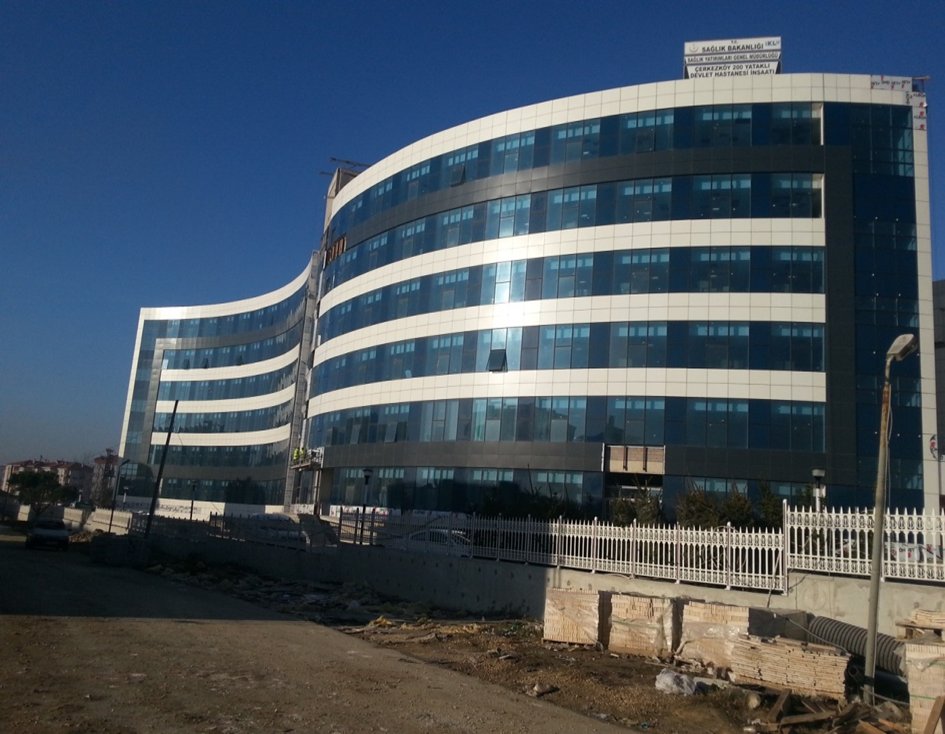 T.C.
SAĞLIK BAKANLIĞI
SAĞLIK YATIRIMLARI GENEL MÜDÜRLÜĞÜ
ÇERKEZKÖY 200 YATAKLI
DEVLET HASTANESİ İNŞAATI